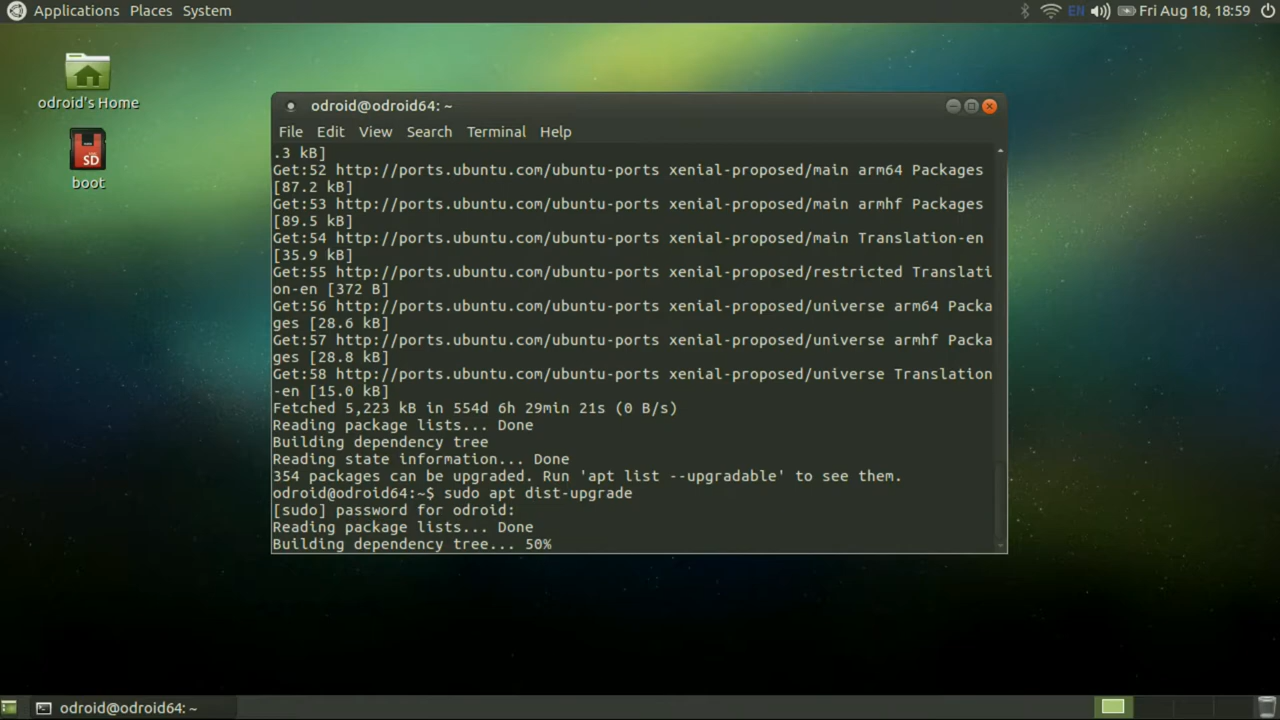 Applications Places System
EN Fri Aug 18, 18:59
odroid's Home
SD
boot
odroid@odroid64: ~
File Edit View Search Terminal Help
.3 kB]
Get:52 http://ports.ubuntu.com/ubuntu-ports xenial-proposed/main arm64 Packages
[87.2 kB]
Get:53 http://ports.ubuntu.com/ubuntu-ports xenial-proposed/main armhf Packages
[89.5 kB]
Get:54 http://ports.ubuntu.com/ubuntu-ports xenial-proposed/main Translation-en
[35.9 kB]
Get:55 http://ports.ubuntu.com/ubuntu-ports xenial-proposed/restricted Translati
on-en [372 B]
Get:56 http://ports.ubuntu.com/ubuntu-ports xenial-proposed/universe arm64 Packa
ges [28.6 kB]
Get:57 http://ports.ubuntu.com/ubuntu-ports xenial-proposed/universe armhf Packa
ges [28.8 kB]
Get:58 http://ports.ubuntu.com/ubuntu-ports xenial-proposed/universe Translation
-en [15.0 kB]
Fetched 5,223 kB in 554d 6h 29min 21s (0 B/s)
Reading package lists... Done
Building dependency tree
Reading state information... Done
354 packages can be upgraded. Run 'apt list --upgradable' to see them.
odroid@odroid64:~$ sudo apt dist-upgrade
[sudo] password for odroid:
Reading package lists... Done
Building dependency tree... 50%
odroid@odroid64: ~